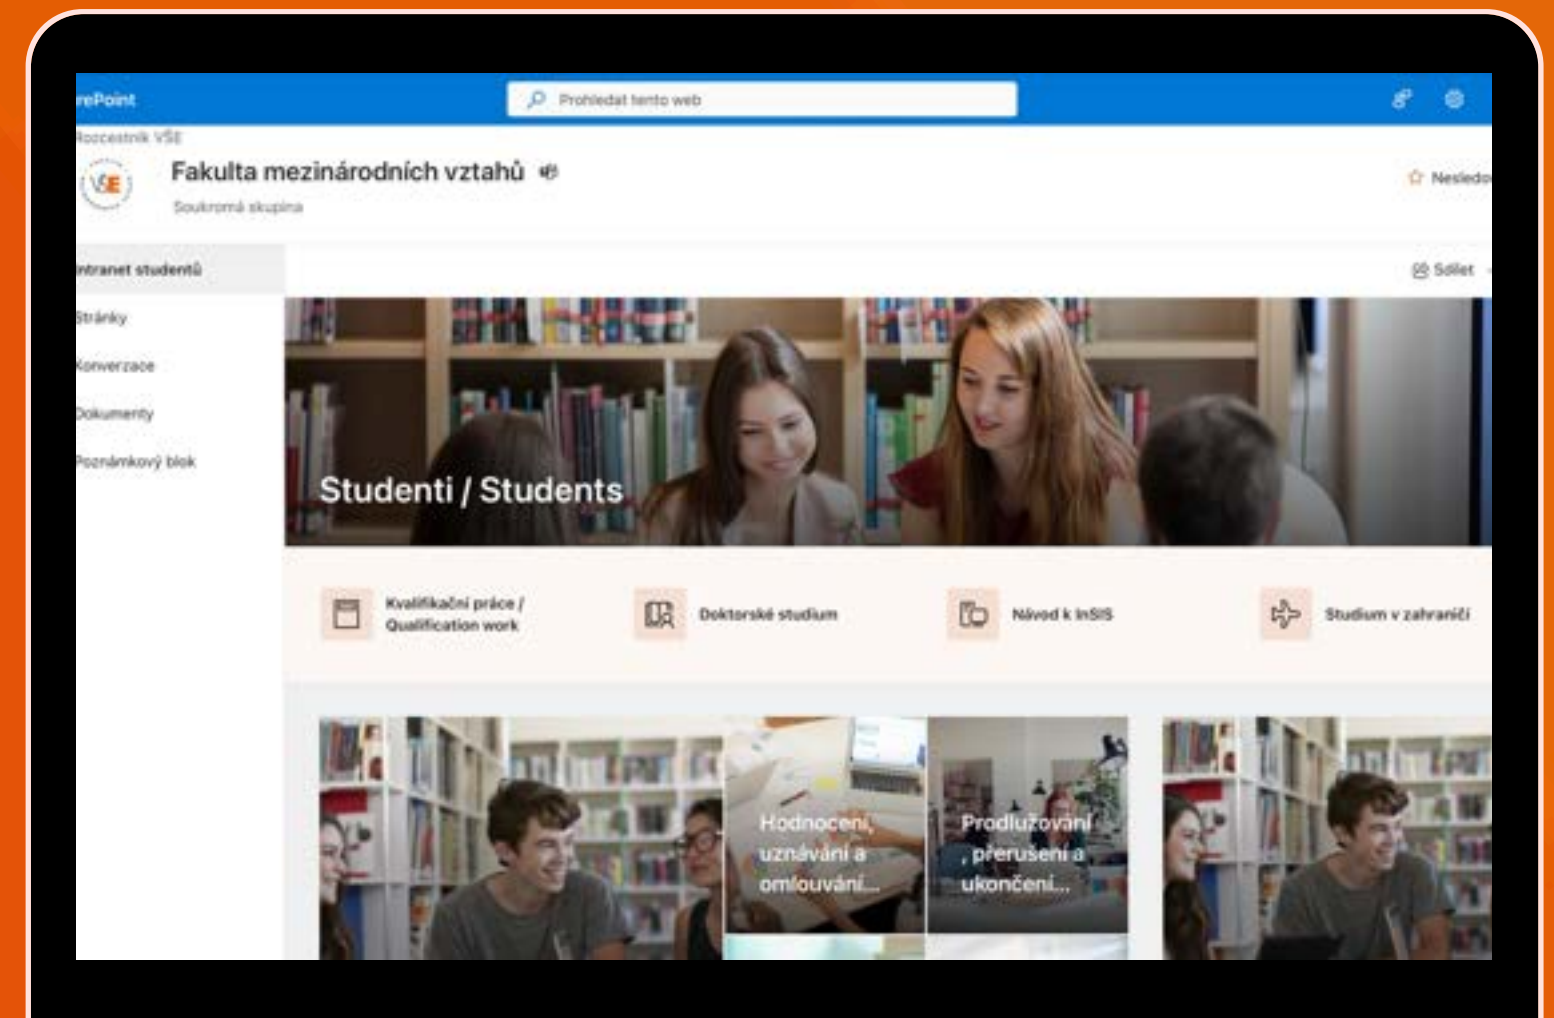 rePoint
Prohledat tento web
Rozcestník VŠE
VŠE
Fakulta mezinárodních vztahů
Nesledo
Soukromá skupina
Intranet studentů
Sdílet
Stránky
Konverzace
Dokumenty
Poznámkový blok
Studenti / Students
Kvalifikační práce /
Qualification work
Doktorské studium
Návod k InSIS
Studium v zahraničí
Hodnocení,
uznávání a
omlouvání...
Prodlužování
, přerušení a
ukončení...